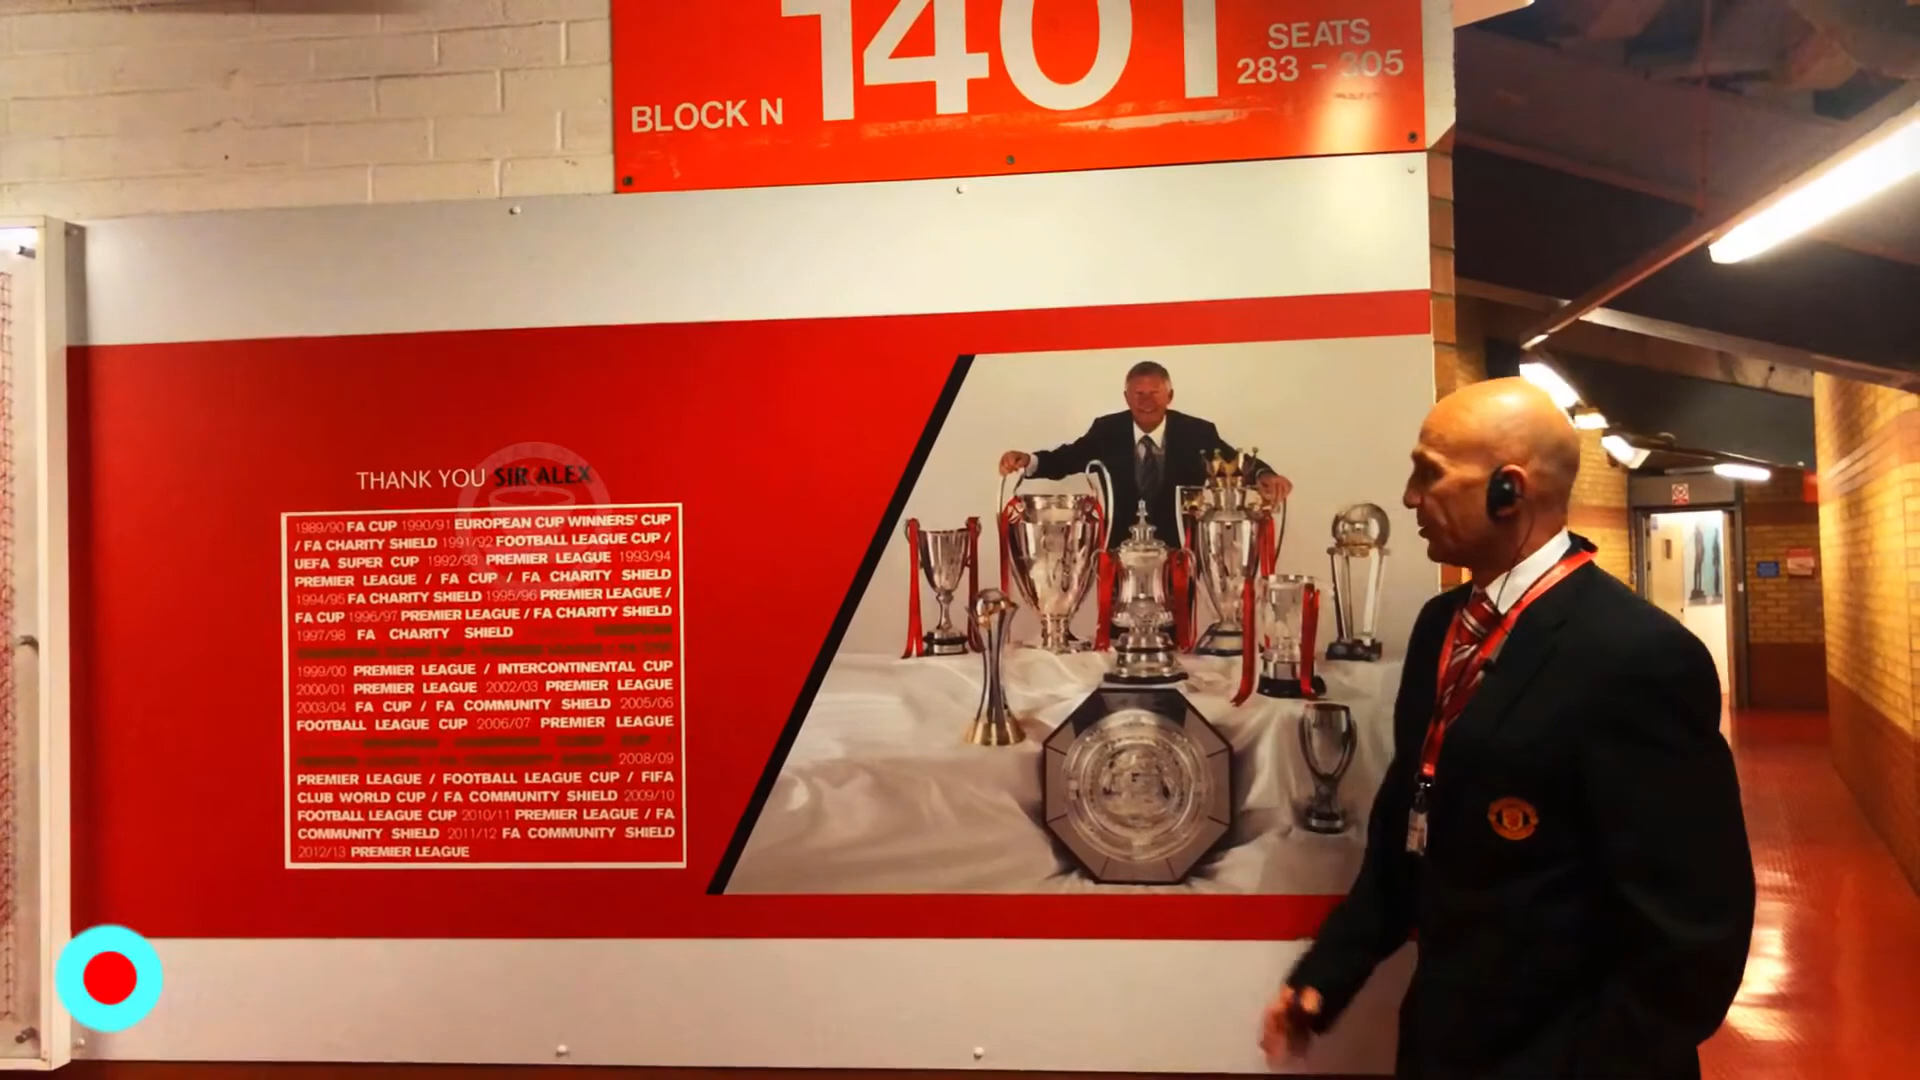 1401
SEATS
283 - 305
BLOCK N
THANK YOU SIR ALEX
1989/90 FA CUP 1990/91 EUROPEAN CUP WINNERS' CUP
/ FA CHARITY SHIELD 1991/92 FOOTBALL LEAGUE CUP /
UEFA SUPER CUP 1992/93 PREMIER LEAGUE 1993/94
PREMIER LEAGUE / FA CUP / FA CHARITY SHIELD
1994/95 FA CHARITY SHIELD 1995/96 PREMIER LEAGUE /
FA CUP 1996/97 PREMIER LEAGUE / FA CHARITY SHIELD
1997/98 FA CHARITY SHIELD
1999/00 PREMIER LEAGUE / INTERCONTINENTAL CUP
2000/01 PREMIER LEAGUE 2002/03 PREMIER LEAGUE
2003/04 FA CUP / FA COMMUNITY SHIELD 2005/06
FOOTBALL LEAGUE CUP 2006/07 PREMIER LEAGUE
2008/09
PREMIER LEAGUE / FOOTBALL LEAGUE CUP / FIFA
CLUB WORLD CUP / FA COMMUNITY SHIELD 2009/10
FOOTBALL LEAGUE CUP 2010/11 PREMIER LEAGUE / FA
COMMUNITY SHIELD 2011/12 FA COMMUNITY SHIELD
2012/13 PREMIER LEAGUE